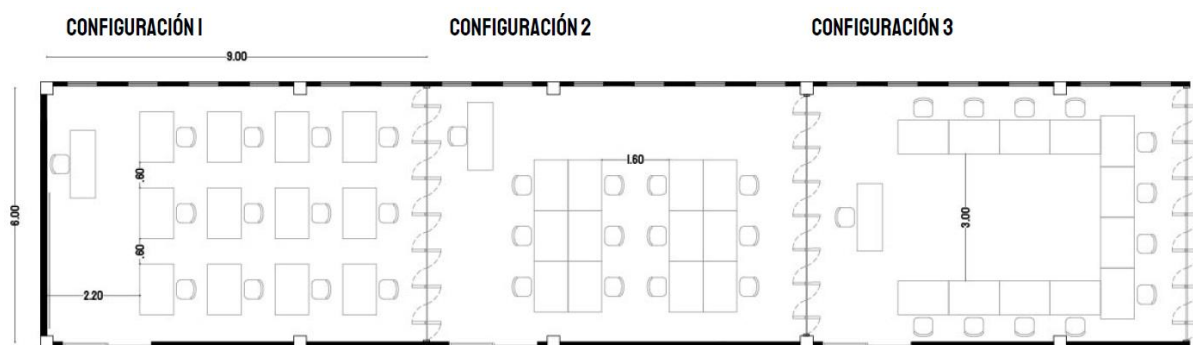 CONFIGURACIÓN 1
CONFIGURACIÓN 2
CONFIGURACIÓN 3
9.00
6.00
.60
.60
2.20
1.60
3.00